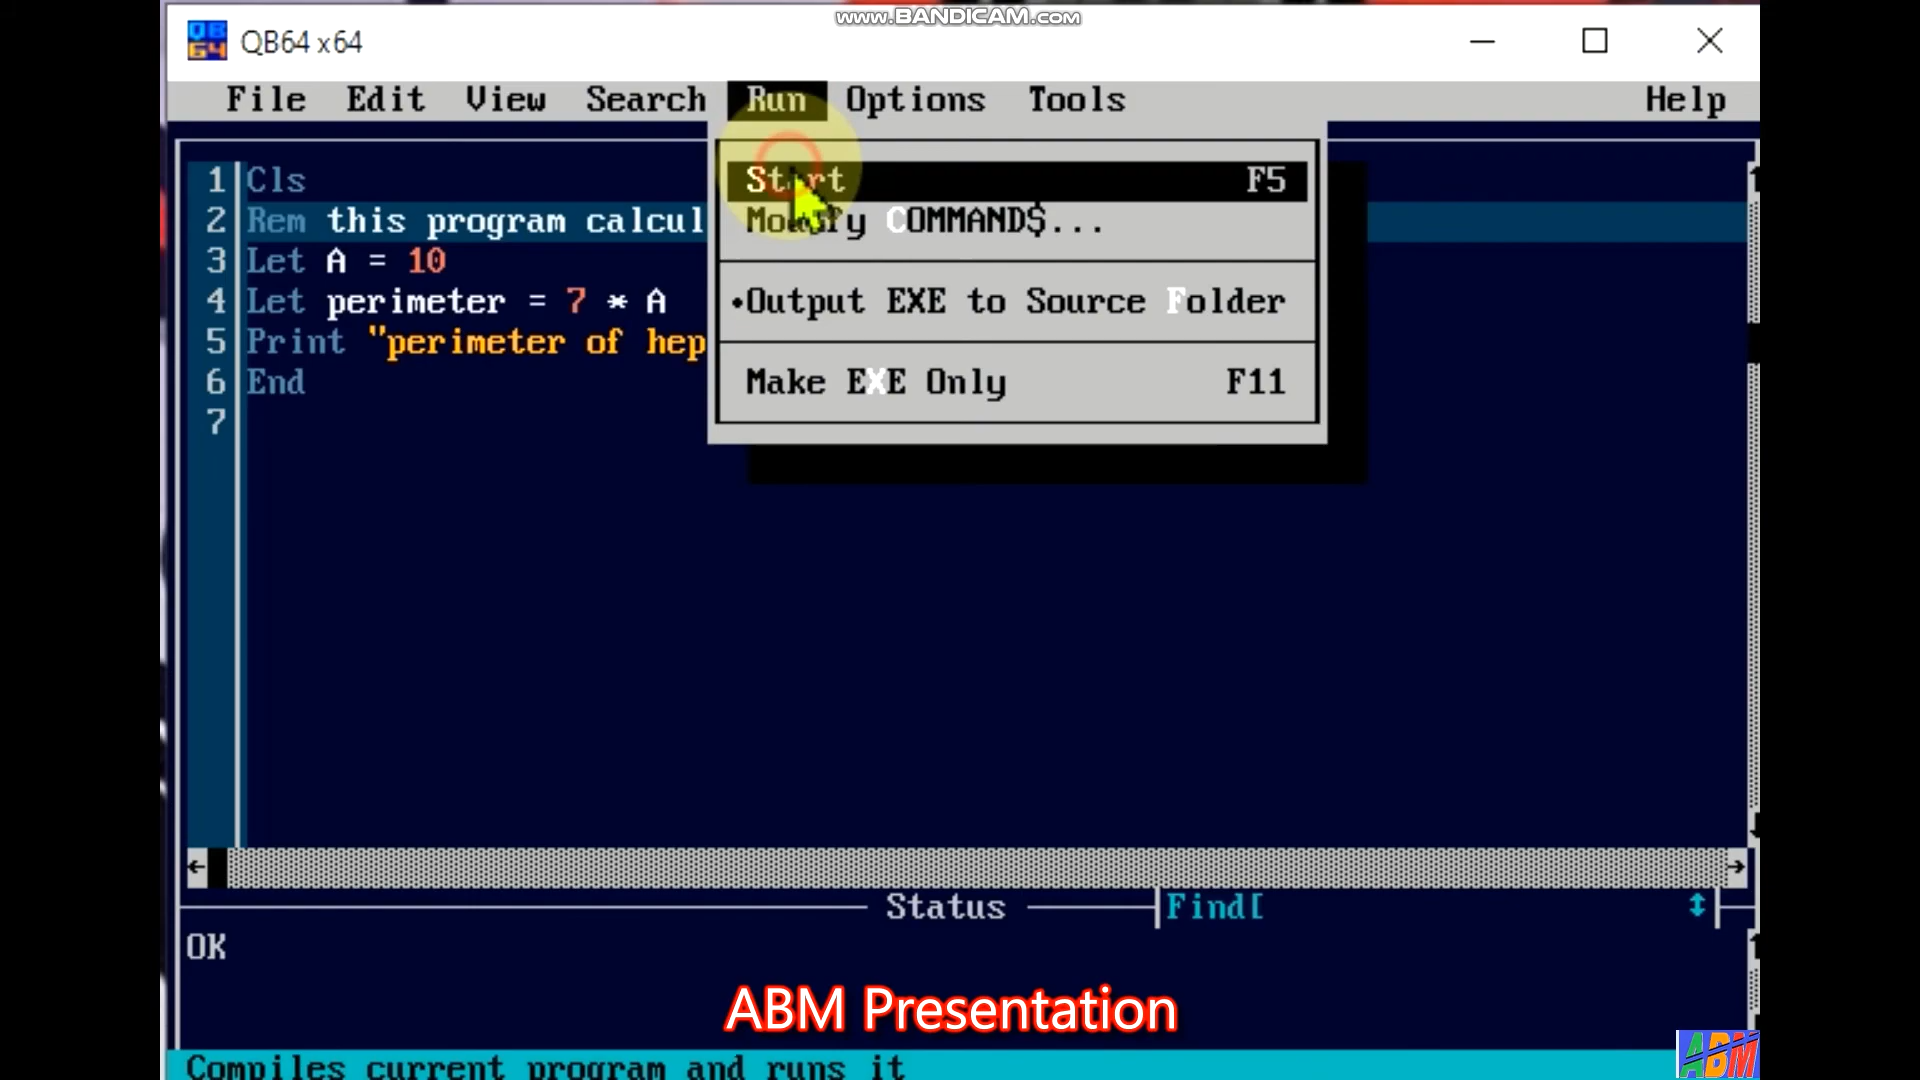 www.BANDICAM.com
QB64 x64
File Edit View Search Run Options Tools Help
Start F5
Modify COMMAND$...
•Output EXE to Source Folder
Make EXE Only F11
1 Cls
2 Rem this program calcul
3 Let A = 10
4 Let perimeter = 7 * A
5 Print "perimeter of hep
6 End
7
Status Find[
OK
ABM Presentation
Compiles current program and runs it
ABM